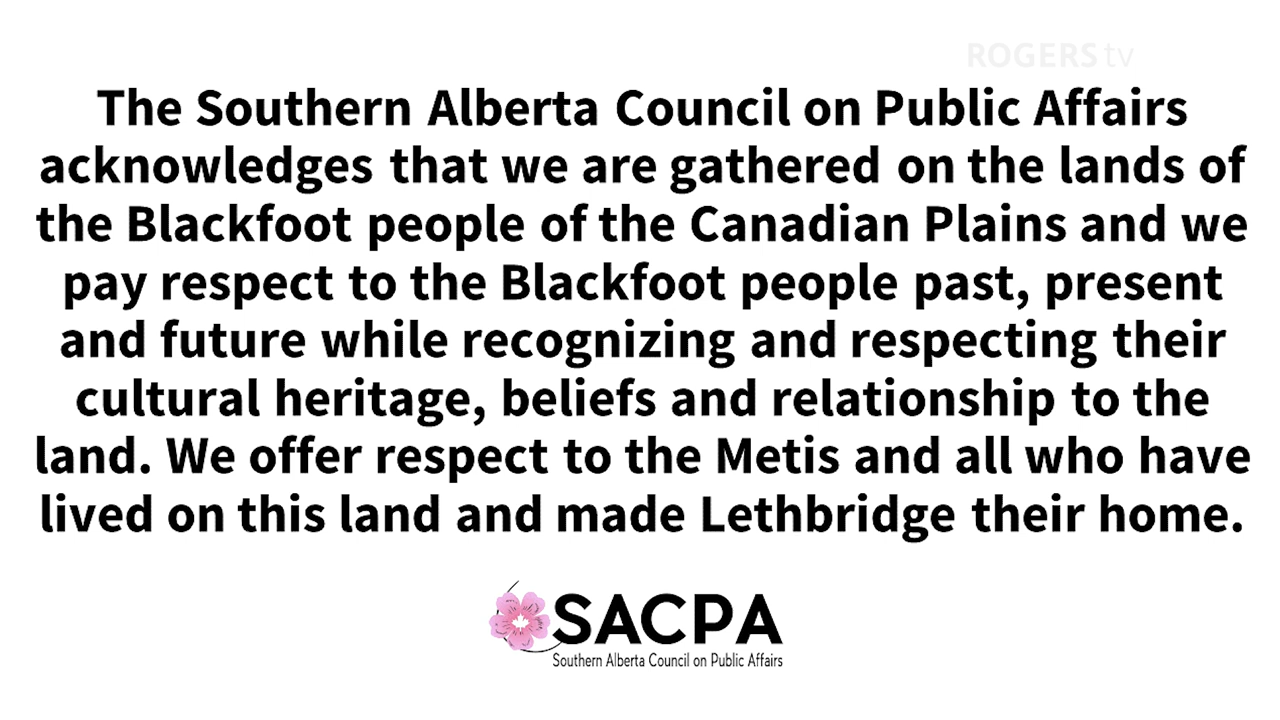 ROGERS tv
The Southern Alberta Council on Public Affairs
acknowledges that we are gathered on the lands of
the Blackfoot people of the Canadian Plains and we
pay respect to the Blackfoot people past, present
and future while recognizing and respecting their
cultural heritage, beliefs and relationship to the
land. We offer respect to the Metis and all who have
lived on this land and made Lethbridge their home.
SACPA
Southern Alberta Council on Public Affairs